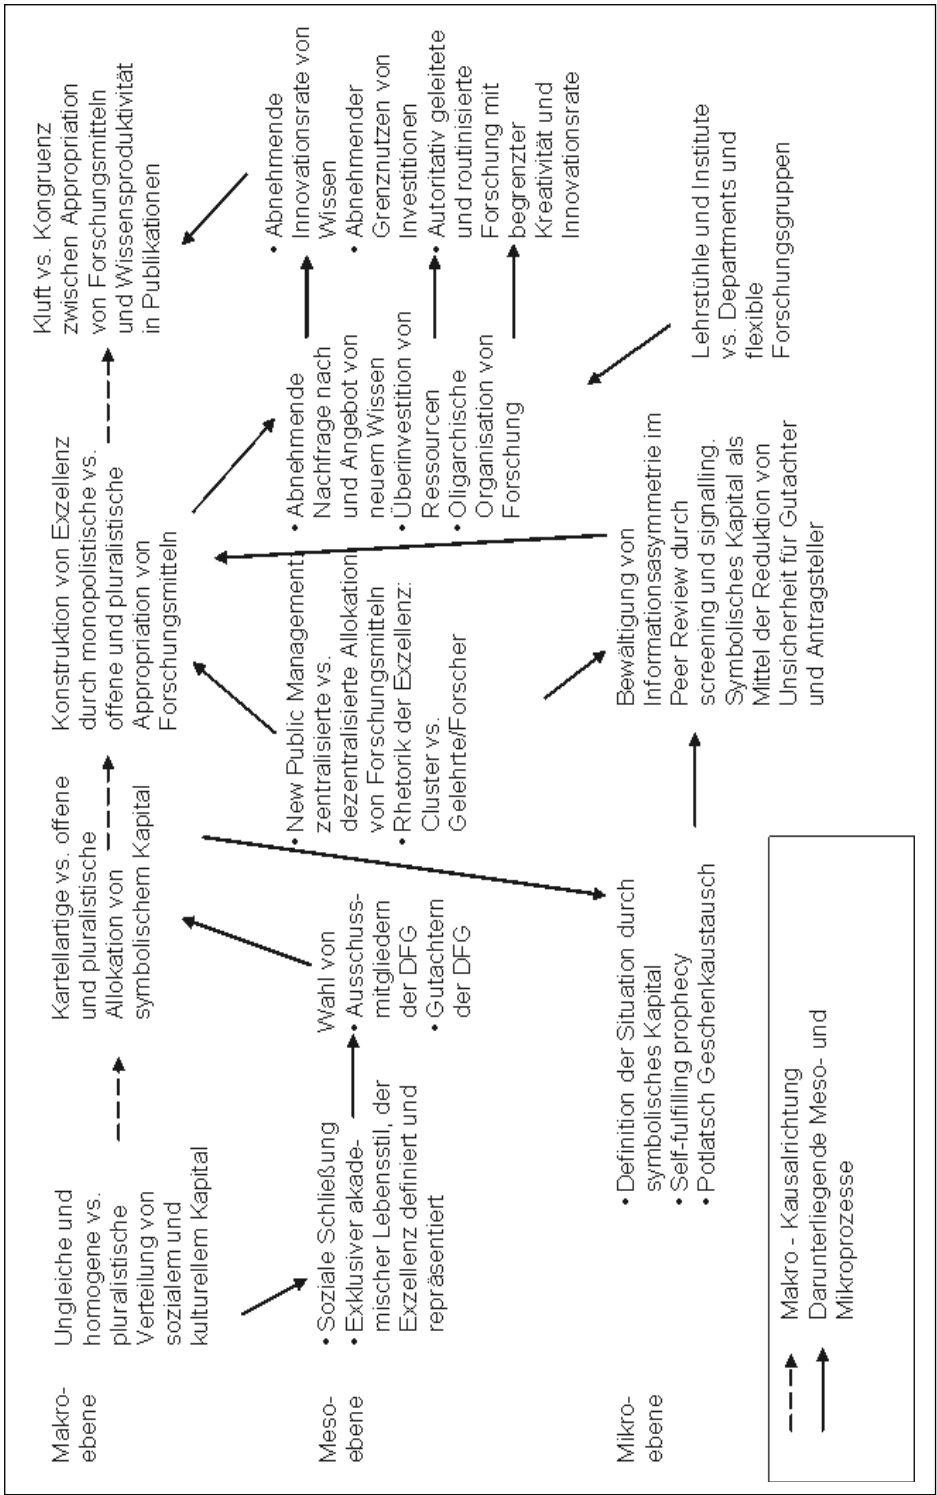 Makro-
ebene
Ungleiche und
homogene vs.
pluralistische
Verteilung von
sozialem und
kulturellem Kapital
Kartellartige vs. offene
und pluralistische
Allokation von
symbolischem Kapital
Konstruktion von Exzellenz
durch monopolistische vs.
offene und pluralistische
Appropriation von
Forschungsmitteln
Kluft vs. Kongruenz
zwischen Appropriation
von Forschungsmitteln
und Wissensproduktivität
in Publikationen
Meso-
ebene
• Soziale Schließung
• Exklusiver akade-
mischer Lebensstil, der
Exzellenz definiert und
repräsentiert
Wahl von
• Ausschuss-
mitgliedern
der DFG
• Gutachtern
der DFG
• New Public Management:
zentralisierte vs.
dezentralisierte Allokation
von Forschungsmitteln
• Rhetorik der Exzellenz:
Cluster vs.
Gelehrte/Forscher
• Abnehmende
Nachfrage nach
und Angebot von
neuem Wissen
• Überinvestition von
Ressourcen
• Oligarchische
Organisation von
Forschung
• Abnehmende
Innovationsrate von
Wissen
• Abnehmender
Grenznutzen von
Investitionen
• Autoritativ geleitete
und routinisierte
Forschung mit
begrenzter
Kreativität und
Innovationsrate
Mikro-
ebene
• Definition der Situation durch
symbolisches Kapital
• Self-fulfilling prophecy
• Potlatsch Geschenkaustausch
Bewältigung von
Informationsasymmetrie im
Peer Review durch
screening und signalling.
Symbolisches Kapital als
Mittel der Reduktion von
Unsicherheit für Gutachter
und Antragsteller
Lehrstühle und Institute
vs. Departments und
flexible
Forschungsgruppen
Makro - Kausalrichtung
Darunterliegende Meso- und
Mikroprozesse